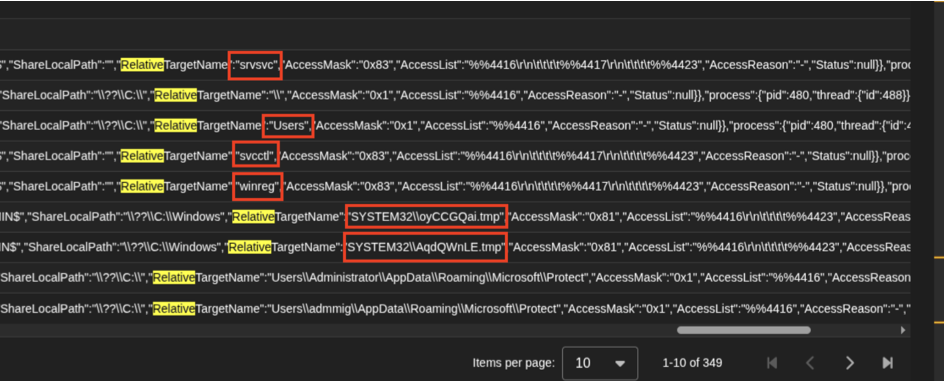 ","ShareLocalPath":"","RelativeTargetName":"srvsvc","AccessMask":"0x83","AccessList":"%%4416\r\n\t\t\t\t%%4417\r\n\t\t\t\t%%4423","AccessReason":"-","Status":null}},"proc
ShareLocalPath":"\\??\\C:\\","RelativeTargetName":"\\","AccessMask":"0x1","AccessList":"%%4416","AccessReason":"-","Status":null}},"process":{"pid":480,"thread":{"id":488}}
ShareLocalPath":"\\??\\C:\\","RelativeTargetName":"Users","AccessMask":"0x1","AccessList":"%%4416","AccessReason":"-","Status":null}},"process":{"pid":480,"thread":{"id":4
","ShareLocalPath":"","RelativeTargetName":"svcctl","AccessMask":"0x83","AccessList":"%%4416\r\n\t\t\t\t%%4417\r\n\t\t\t\t%%4423","AccessReason":"-","Status":null}},"proc
","ShareLocalPath":"","RelativeTargetName":"winreg","AccessMask":"0x83","AccessList":"%%4416\r\n\t\t\t\t%%4417\r\n\t\t\t\t%%4423","AccessReason":"-","Status":null}},"proc
IIN$","ShareLocalPath":"\\??\\C:\\Windows","RelativeTargetName":"SYSTEM32\\oyCCGQai.tmp","AccessMask":"0x81","AccessList":"%%4416\r\n\t\t\t\t%%4423","AccessReas
IN$","ShareLocalPath":"\\??\\C:\\Windows","RelativeTargetName":"SYSTEM32\\AqdQWnLE.tmp","AccessMask":"0x81","AccessList":"%%4416\r\n\t\t\t\t%%4423","AccessReas
ShareLocalPath":"\\??\\C:\\","RelativeTargetName":"Users\\Administrator\\AppData\\Roaming\\Microsoft\\Protect","AccessMask":"0x1","AccessList":"%%4416","AccessReason
ShareLocalPath":"\\??\\C:\\","RelativeTargetName":"Users\\admmig\\AppData\\Roaming\\Microsoft\\Protect","AccessMask":"0x1","AccessList":"%%4416","AccessReason":"-","
Items per page: 10 1-10 of 349